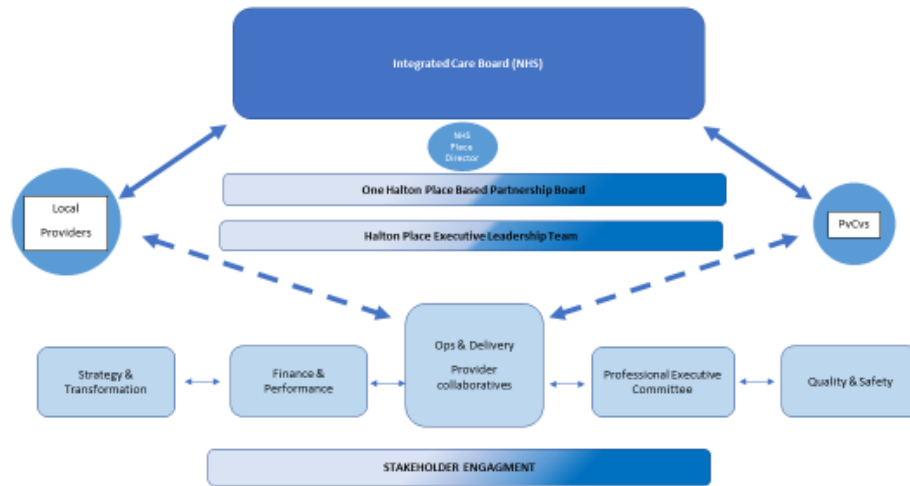 Integrated Care Board (NHS)
NHS
Place
Director
One Halton Place Based Partnership Board
Local
Providers
PvCvs
Halton Place Executive Leadership Team
Ops & Delivery
Provider
collaboratives
Strategy &
Transformation
Finance &
Performance
Professional Executive
Committee
Quality & Safety
STAKEHOLDER ENGAGMENT